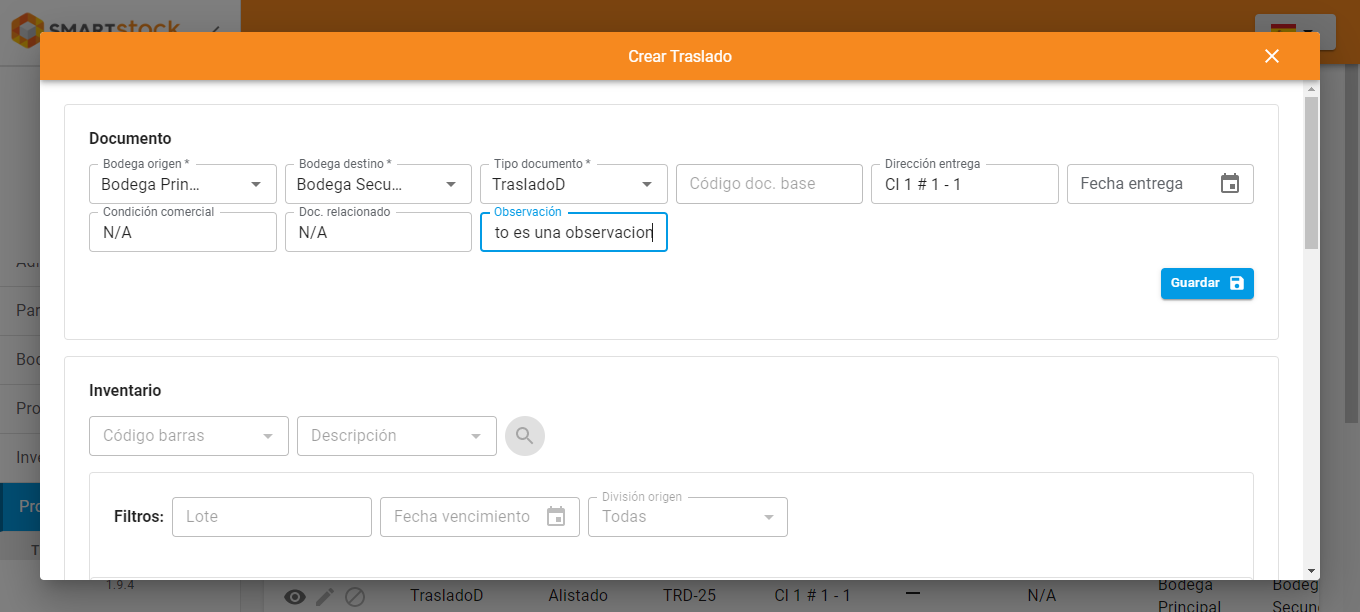 SMARTstock
Crear Traslado
Documento
Bodega origen * Bodega destino * Tipo documento * Dirección entrega
Bodega Prin... Bodega Secu... TrasladoD Código doc. base Cl 1 # 1 - 1 Fecha entrega
Condición comercial Doc. relacionado Observación
N/A N/A to es una observacion
Guardar
Par
Bod
Pro
Inve
Pro
T
1.9.4
Inventario
Código barras Descripción
División origen
Filtros: Lote Fecha vencimiento Todas
TrasladoD Alistado TRD-25 Cl 1 # 1 - 1 — N/A Bodega Principal Bodeg Secun